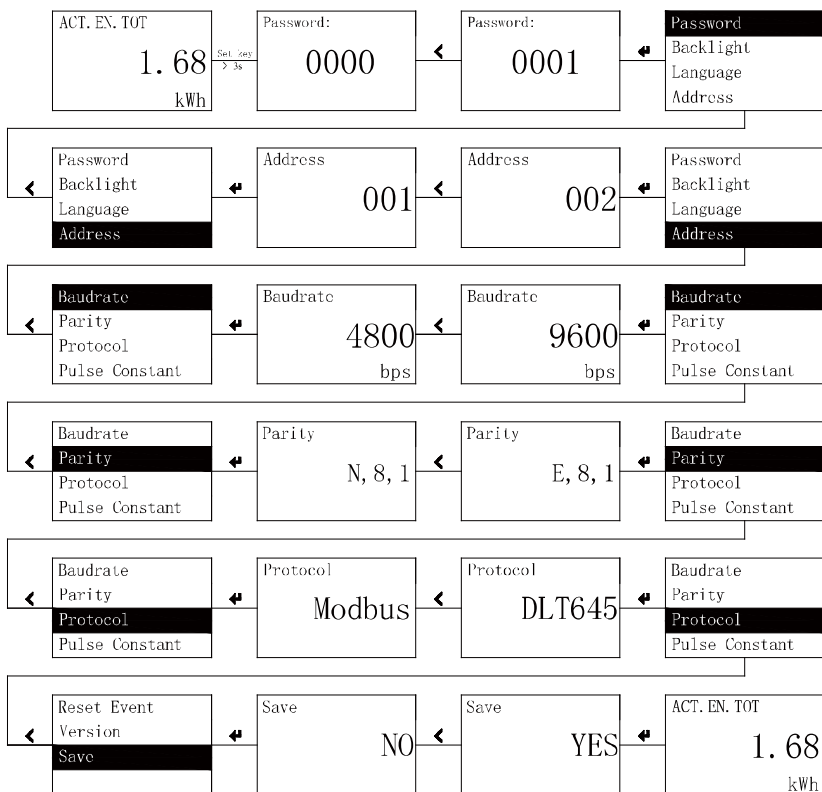 ACT.EN.TOT
1.68
kWh
Set key
> 3s
Password:
0000
Password:
0001
Password
Backlight
Language
Address
Password
Backlight
Language
Address
Address
001
Address
002
Password
Backlight
Language
Address
Baudrate
Parity
Protocol
Pulse Constant
Baudrate
4800
bps
Baudrate
9600
bps
Baudrate
Parity
Protocol
Pulse Constant
Baudrate
Parity
Protocol
Pulse Constant
Parity
N,8,1
Parity
E,8,1
Baudrate
Parity
Protocol
Pulse Constant
Baudrate
Parity
Protocol
Pulse Constant
Protocol
Modbus
Protocol
DLT645
Baudrate
Parity
Protocol
Pulse Constant
Reset Event
Version
Save
Save
NO
Save
YES
ACT.EN.TOT
1.68
kWh